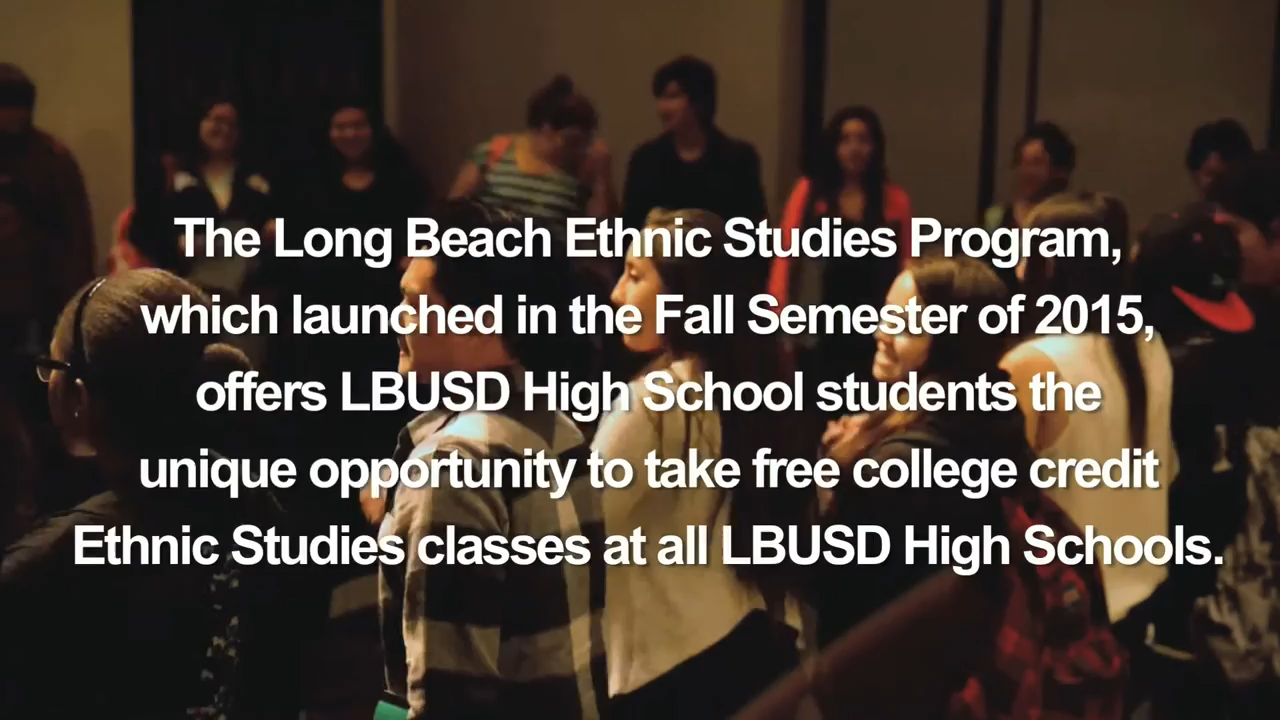 The Long Beach Ethnic Studies Program,
which launched in the Fall Semester of 2015,
offers LBUSD High School students the
unique opportunity to take free college credit
Ethnic Studies classes at all LBUSD High Schools.